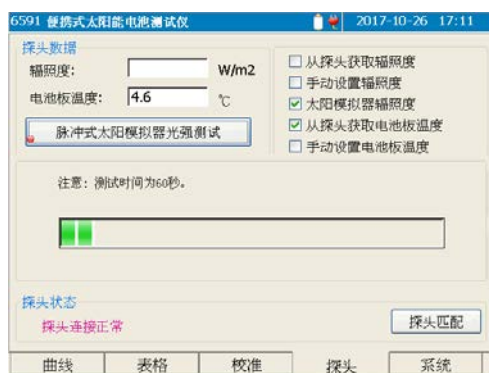 6591 便携式太阳能电池测试仪 2017-10-26 17:11
探头数据
辐照度: W/m2
电池板温度: 4.6 ℃
脉冲式太阳模拟器光强测试
从探头获取辐照度
手动设置辐照度
太阳模拟器辐照度
从探头获取电池板温度
手动设置电池板温度
注意: 测试时间为60秒。
探头状态
探头连接正常
探头匹配
曲线 表格 校准 探头 系统